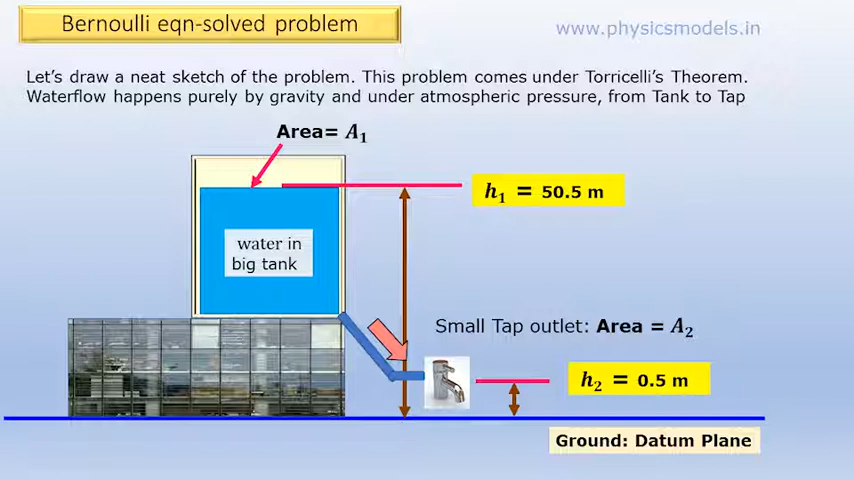 Bernoulli eqn-solved problem
www.physicsmodels.in
Let's draw a neat sketch of the problem. This problem comes under Torricelli's Theorem.
Waterflow happens purely by gravity and under atmospheric pressure, from Tank to Tap
Area= A₁
h₁ = 50.5 m
water in
big tank
Small Tap outlet: Area = A₂
h₂ = 0.5 m
Ground: Datum Plane